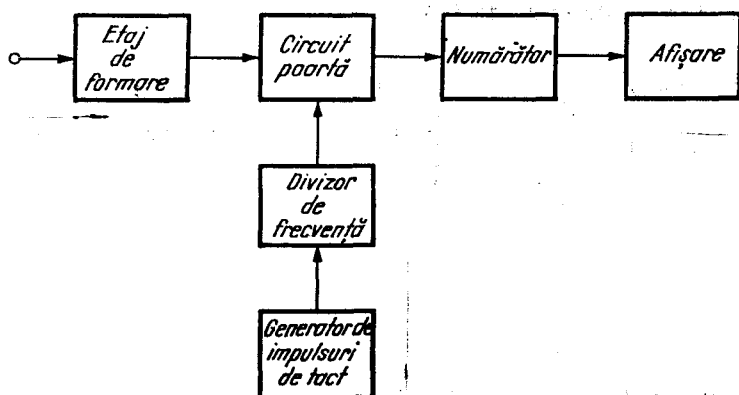 Etaj
de
formare
Circuit
poartă
Numărător
Afișare
Divizor
de
frecvență
Generator de
impulsuri
de tact